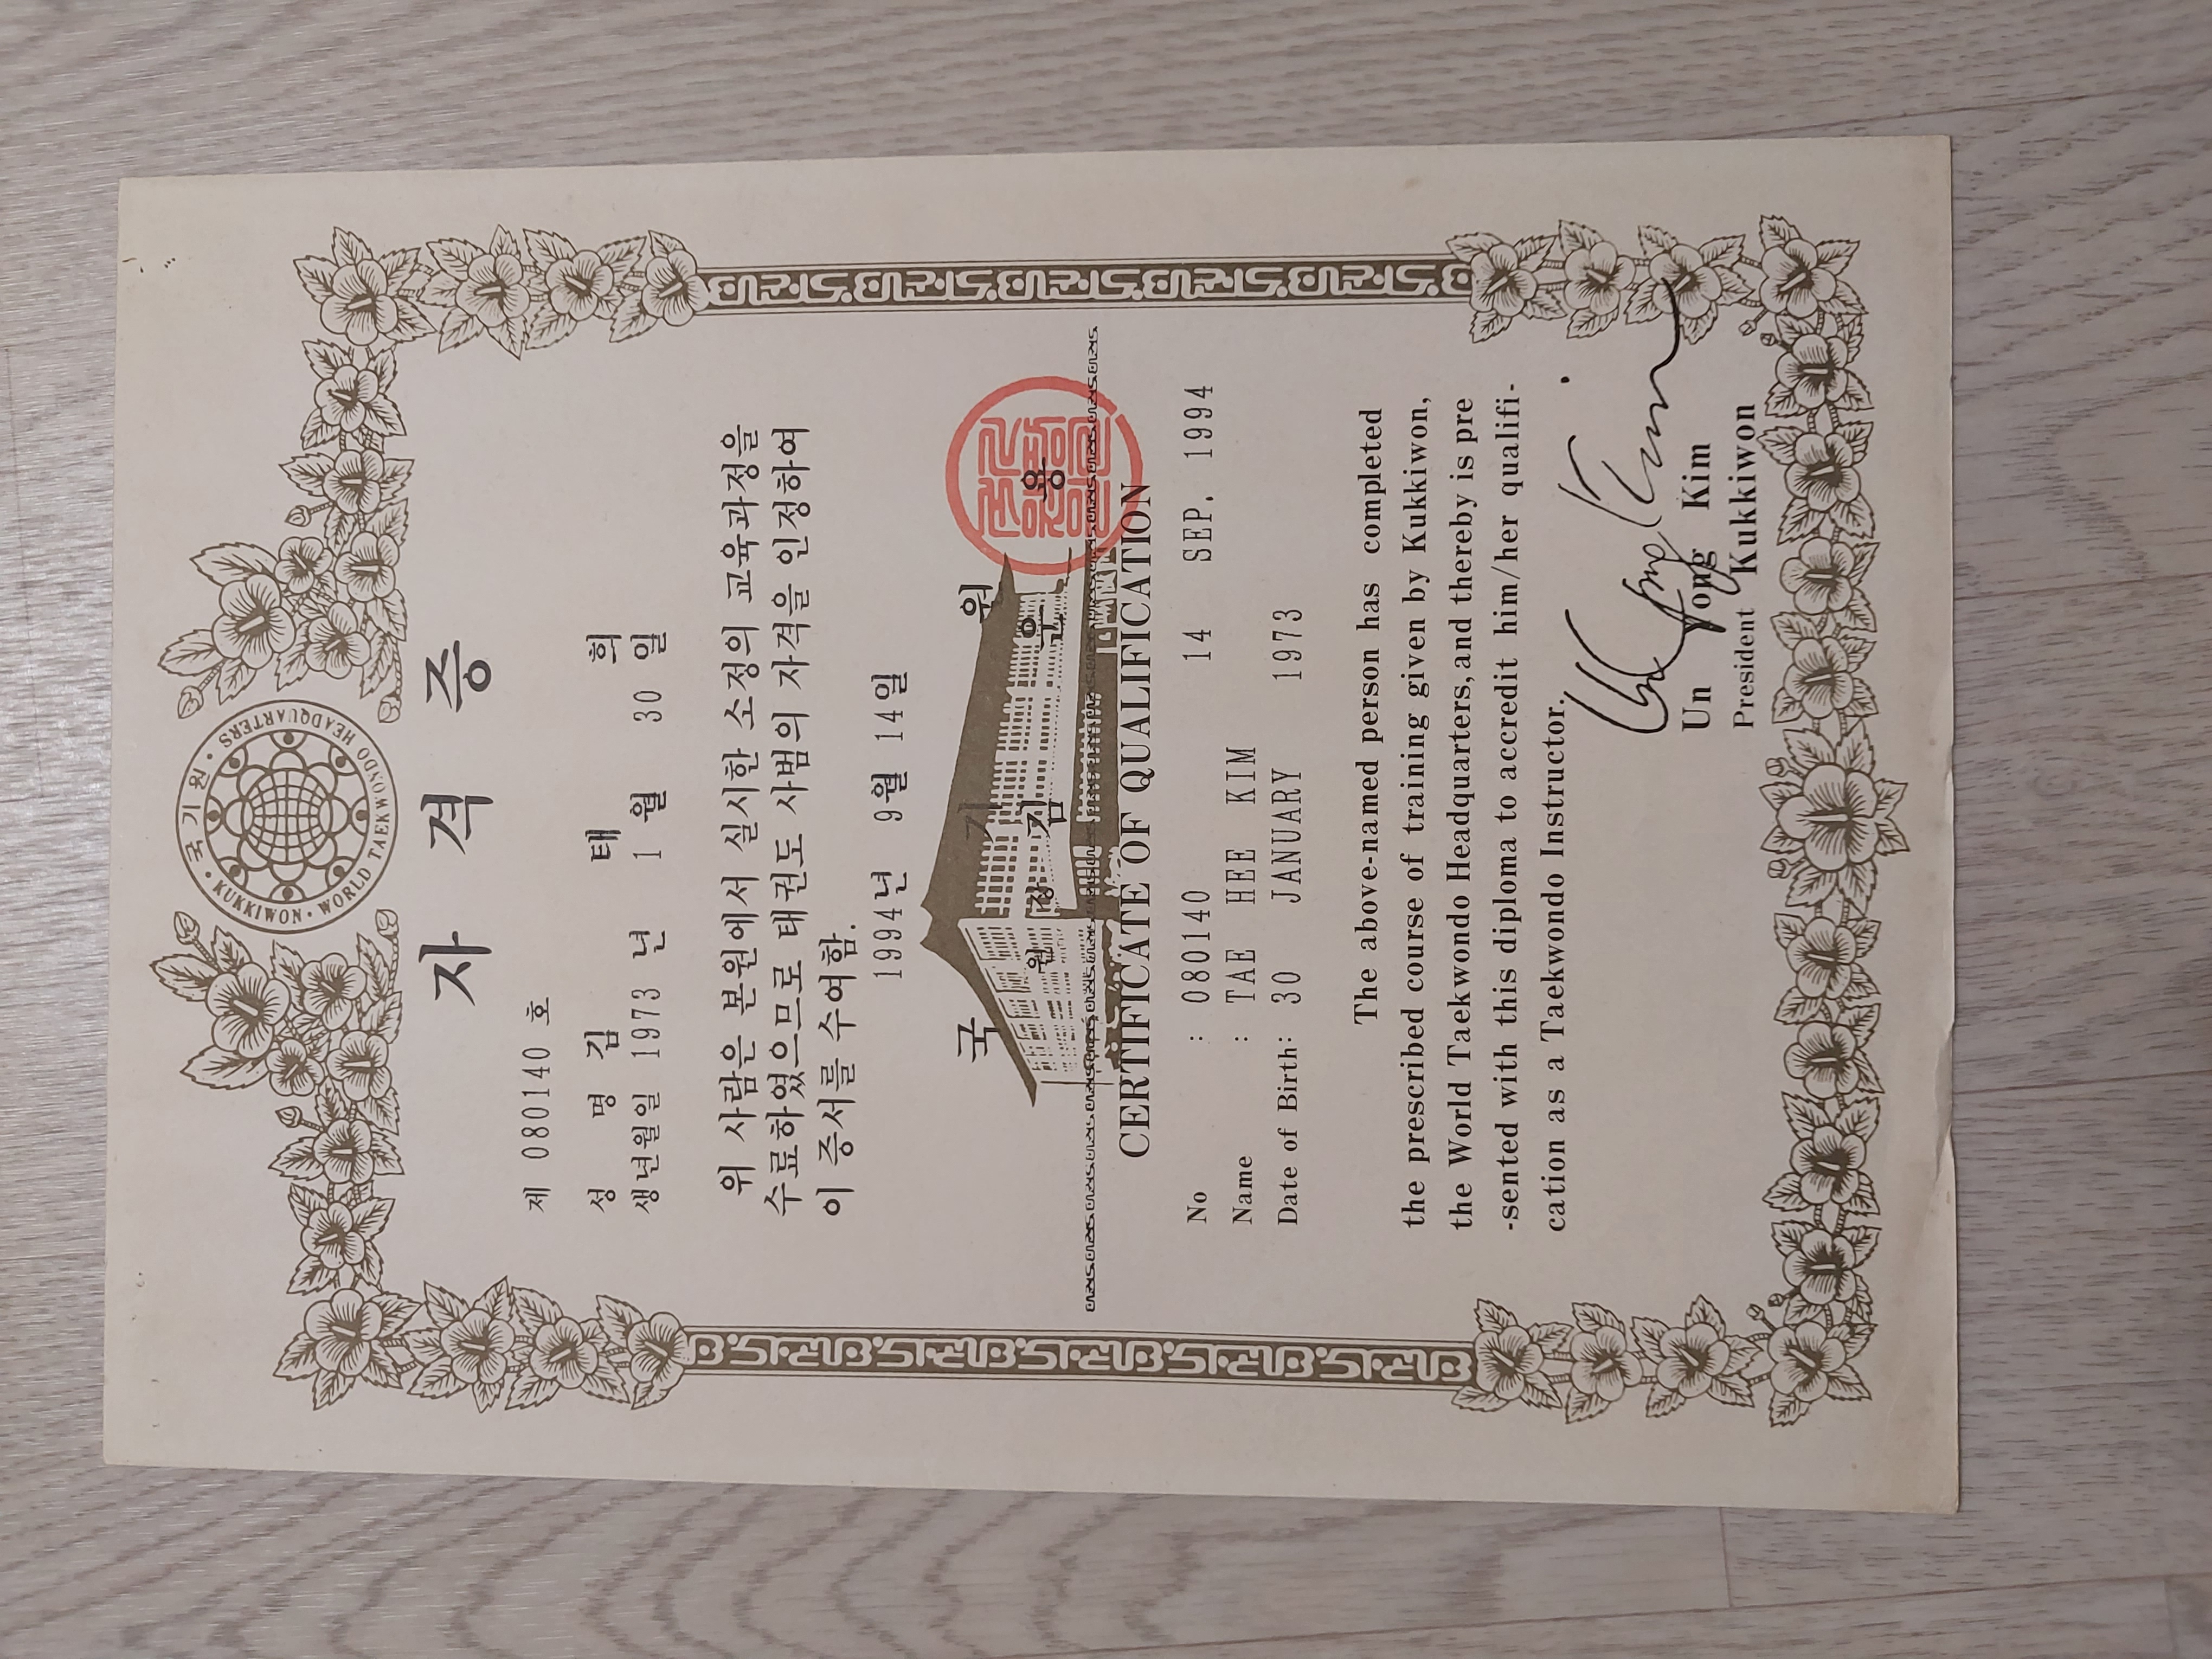 · 국 기 원 ·
KUKKIWON · WORLD TAEKWONDO HEADQUARTERS
자 격 증
제 080140 호
성 명 김 태 희
생년월일 1973 년 1 월 30 일
위 사람은 본원에서 실시한 소정의 교육과정을
수료하였으므로 태권도 사범의 자격을 인정하여
이 증서를 수여함.
1994년 9월 14일
국 기 원
원 장 김 운 용
CERTIFICATE OF QUALIFICATION
No : 080140 14 SEP. 1994
Name : TAE HEE KIM
Date of Birth: 30 JANUARY 1973
The above-named person has completed
the prescribed course of training given by Kukkiwon,
the World Taekwondo Headquarters, and thereby is pre
-sented with this diploma to accredit him/her qualifi-
cation as a Taekwondo Instructor.
Un Yong Kim
Un Yong Kim
President Kukkiwon